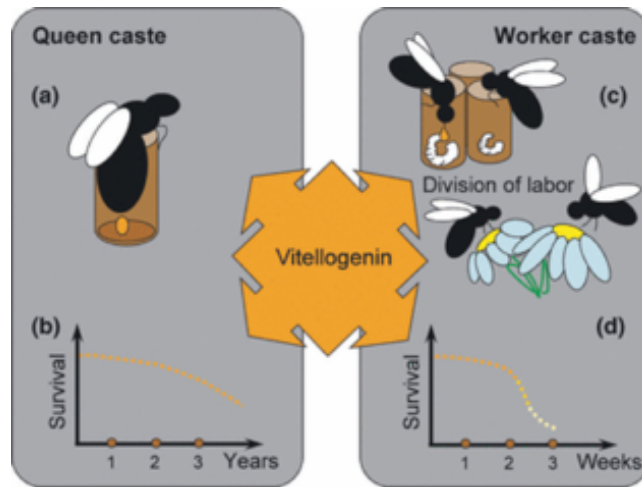 Queen caste
(a)
(b)
Survival
1 2 3 Years
Vitellogenin
Worker caste
(c)
Division of labor
(d)
Survival
1 2 3 Weeks